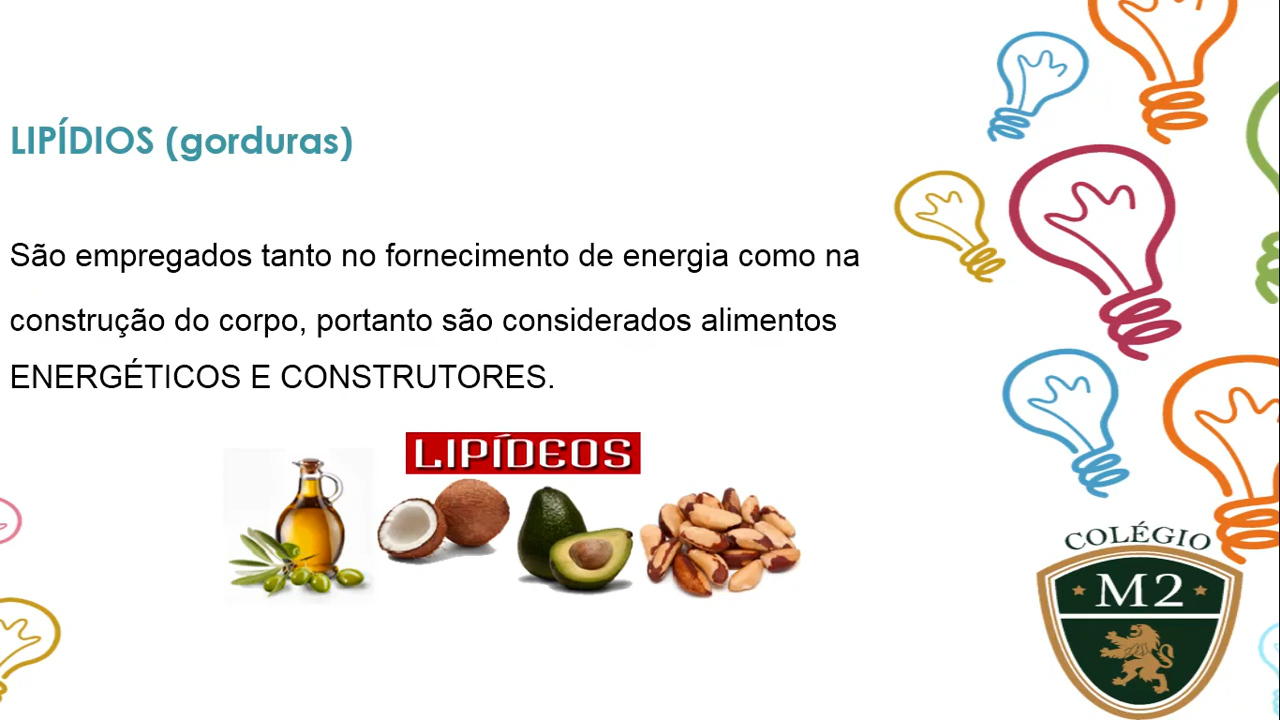 LIPÍDIOS (gorduras)
São empregados tanto no fornecimento de energia como na
construção do corpo, portanto são considerados alimentos
ENERGÉTICOS E CONSTRUTORES.
LIPÍDEOS
COLÉGIO
M2